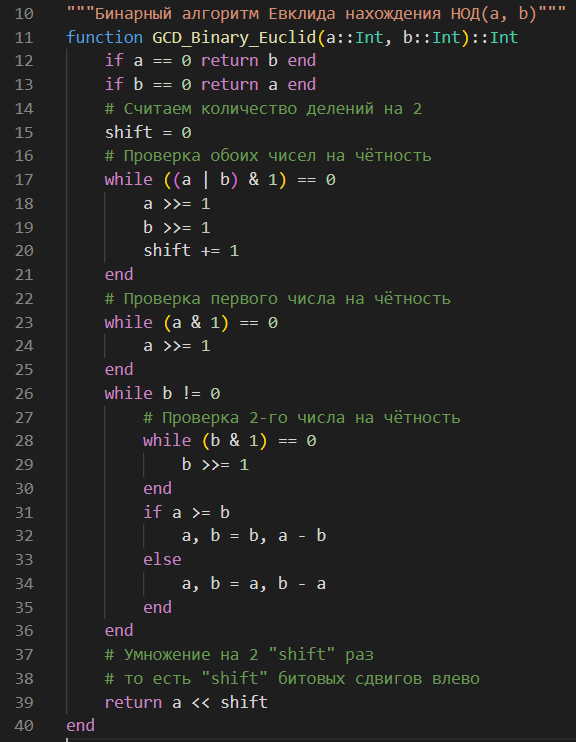 10 """Бинарный алгоритм Евклида нахождения НОД(a, b)"""
11 function GCD_Binary_Euclid(a::Int, b::Int)::Int
12     if a == 0 return b end
13     if b == 0 return a end
14     # Считаем количество делений на 2
15     shift = 0
16     # Проверка обоих чисел на чётность
17     while ((a | b) & 1) == 0
18         a >>= 1
19         b >>= 1
20         shift += 1
21     end
22     # Проверка первого числа на чётность
23     while (a & 1) == 0
24         a >>= 1
25     end
26     while b != 0
27         # Проверка 2-го числа на чётность
28         while (b & 1) == 0
29             b >>= 1
30         end
31         if a >= b
32             a, b = b, a - b
33         else
34             a, b = a, b - a
35         end
36     end
37     # Умножение на 2 "shift" раз
38     # то есть "shift" битовых сдвигов влево
39     return a << shift
40 end